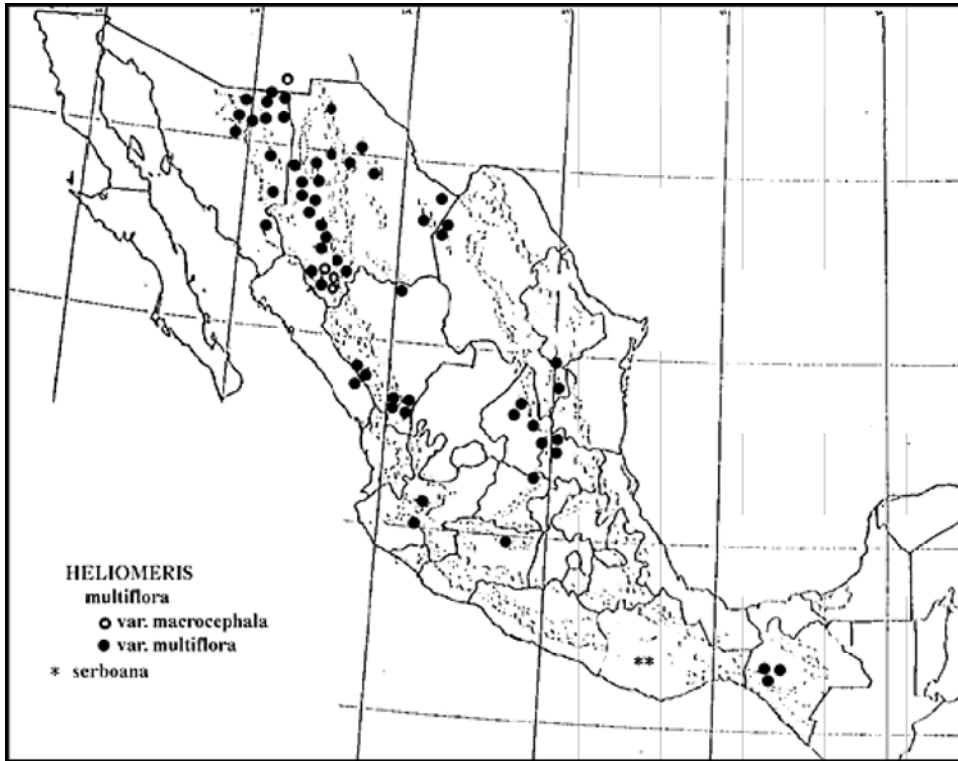 HELIOMERIS
multiflora
var. macrocephala
var. multiflora
* serboana
**